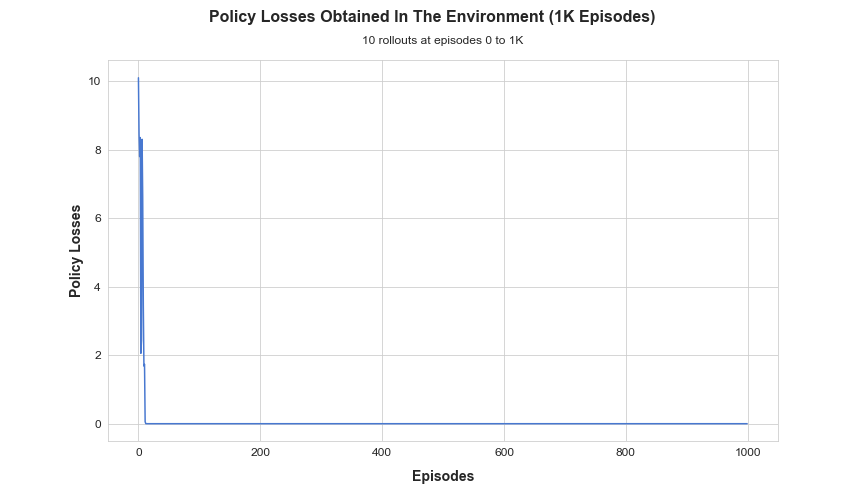 Policy Losses Obtained In The Environment (1K Episodes)
10 rollouts at episodes 0 to 1K
10
8
6
4
2
0
Policy Losses
0 200 400 600 800 1000
Episodes